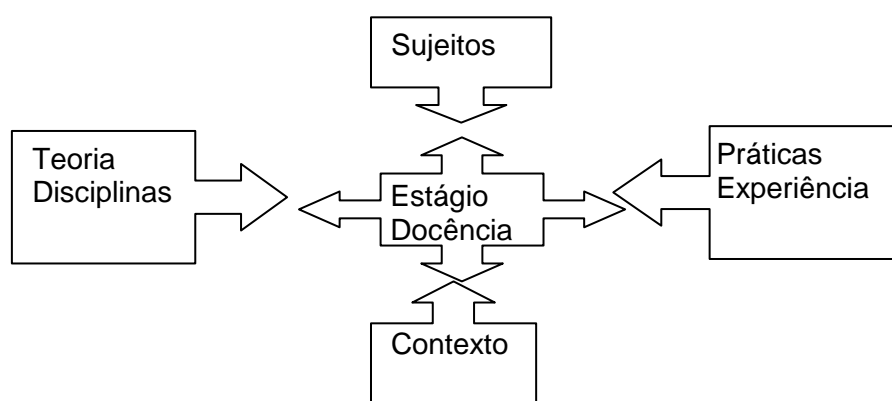 Sujeitos
Teoria
Disciplinas
Estágio
Docência
Práticas
Experiência
Contexto